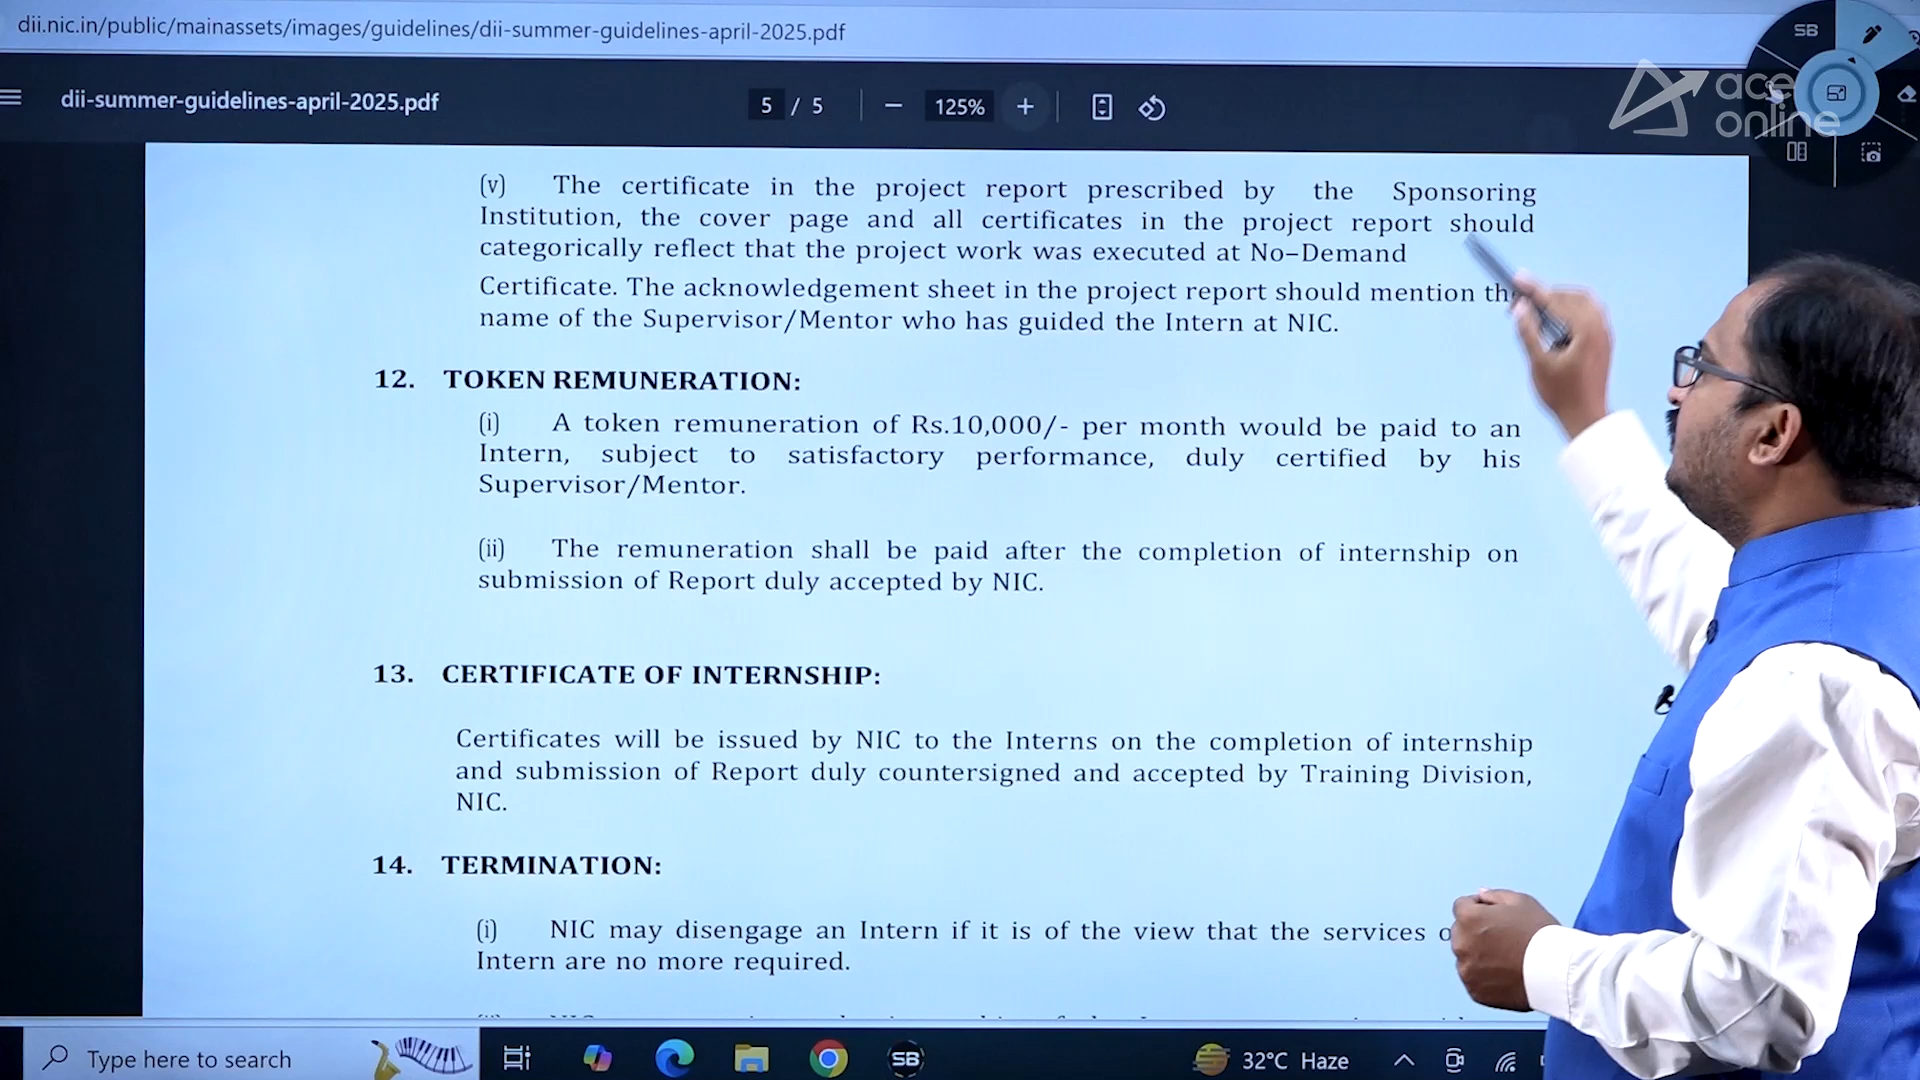 dii.nic.in/public/mainassets/images/guidelines/dii-summer-guidelines-april-2025.pdf
SB
dii-summer-guidelines-april-2025.pdf
5 / 5
125%
ace
online
(v) The certificate in the project report prescribed by the Sponsoring
Institution, the cover page and all certificates in the project report should
categorically reflect that the project work was executed at No–Demand
Certificate. The acknowledgement sheet in the project report should mention
name of the Supervisor/Mentor who has guided the Intern at NIC.
12. TOKEN REMUNERATION:
(i) A token remuneration of Rs.10,000/- per month would be paid to an
Intern, subject to satisfactory performance, duly certified by his
Supervisor/Mentor.
(ii) The remuneration shall be paid after the completion of internship on
submission of Report duly accepted by NIC.
13. CERTIFICATE OF INTERNSHIP:
Certificates will be issued by NIC to the Interns on the completion of internship
and submission of Report duly countersigned and accepted by Training Division,
NIC.
14. TERMINATION:
(i) NIC may disengage an Intern if it is of the view that the services
Intern are no more required.
Type here to search
SB
32°C Haze